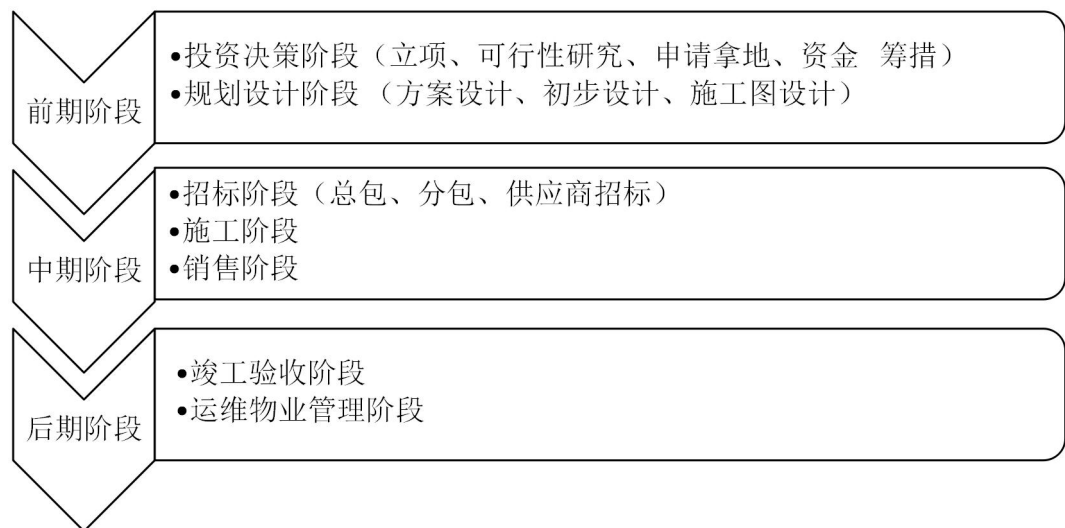 前期阶段
•投资决策阶段（立项、可行性研究、申请拿地、资金 筹措）
•规划设计阶段 （方案设计、初步设计、施工图设计）
中期阶段
•招标阶段（总包、分包、供应商招标）
•施工阶段
•销售阶段
后期阶段
•竣工验收阶段
•运维物业管理阶段